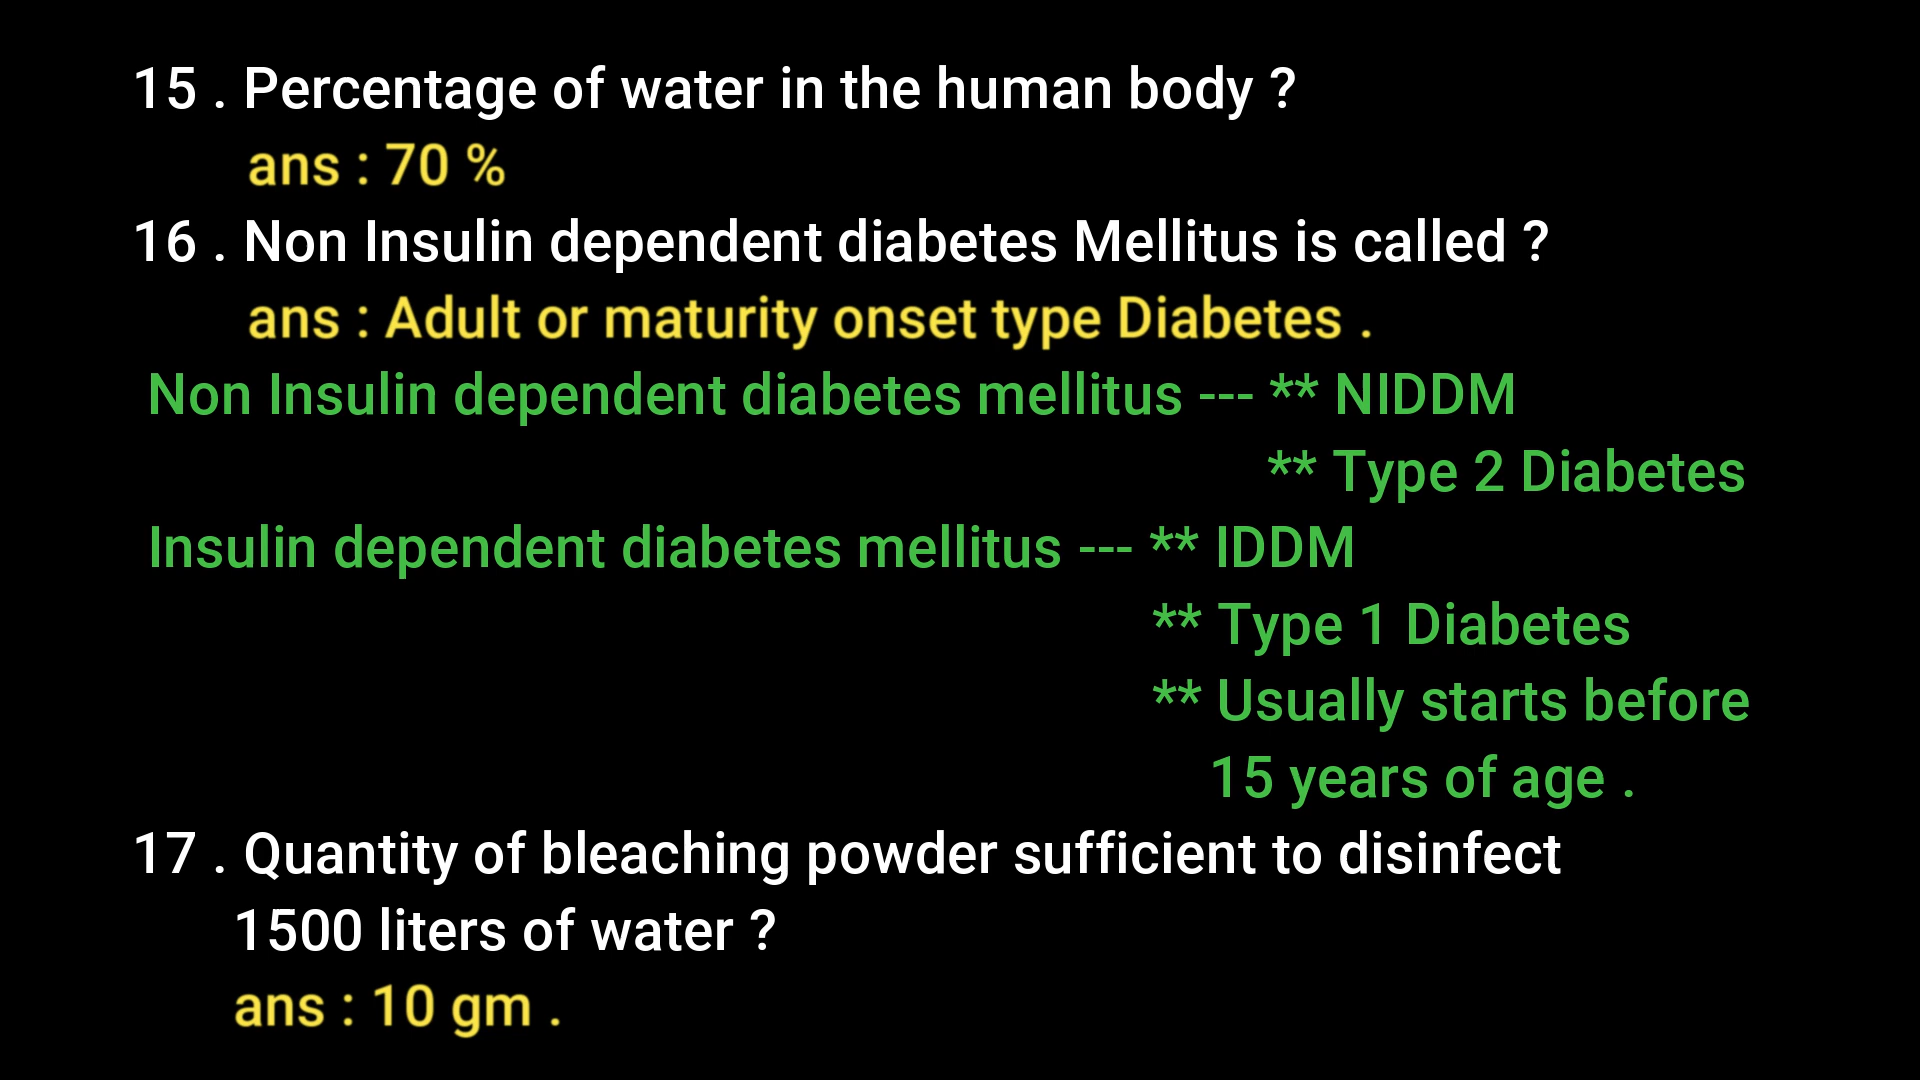 15 . Percentage of water in the human body ?
ans : 70 %
16 . Non Insulin dependent diabetes Mellitus is called ?
ans : Adult or maturity onset type Diabetes .
Non Insulin dependent diabetes mellitus --- ** NIDDM
** Type 2 Diabetes
Insulin dependent diabetes mellitus --- ** IDDM
** Type 1 Diabetes
** Usually starts before
15 years of age .
17 . Quantity of bleaching powder sufficient to disinfect
1500 liters of water ?
ans : 10 gm .